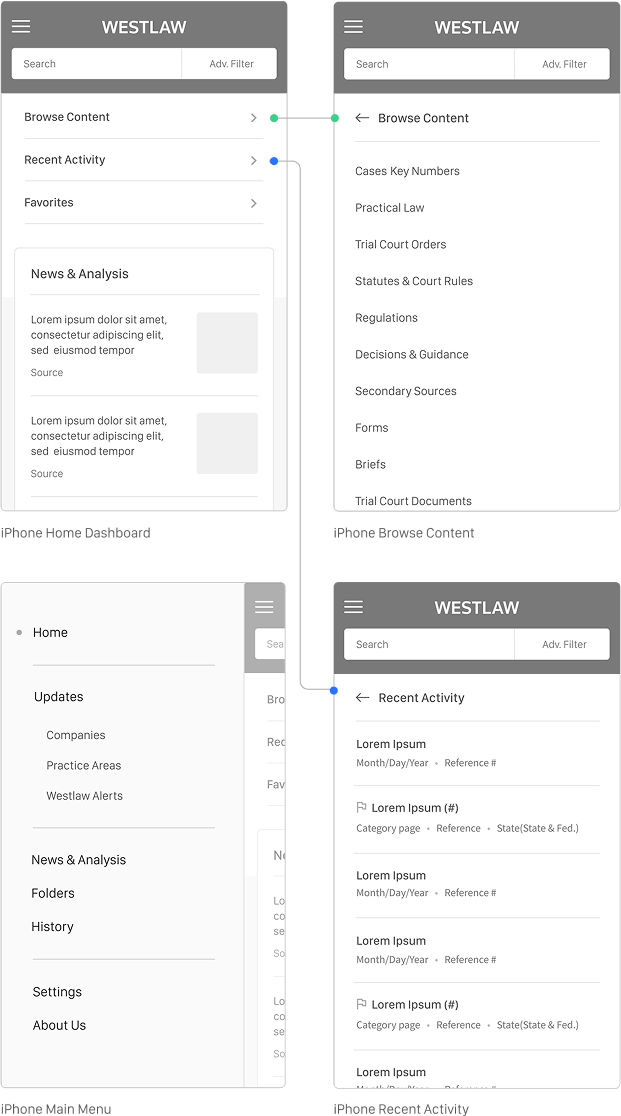 WESTLAW
Search
Adv. Filter
Browse Content
Recent Activity
Favorites
News & Analysis
Lorem ipsum dolor sit amet,
consectetur adipiscing elit,
sed eiusmod tempor
Source
Lorem ipsum dolor sit amet,
consectetur adipiscing elit,
sed eiusmod tempor
Source
iPhone Home Dashboard
WESTLAW
Search
Adv. Filter
Browse Content
Cases Key Numbers
Practical Law
Trial Court Orders
Statutes & Court Rules
Regulations
Decisions & Guidance
Secondary Sources
Forms
Briefs
Trial Court Documents
iPhone Browse Content
Home
Updates
Companies
Practice Areas
Westlaw Alerts
News & Analysis
Folders
History
Settings
About Us
Sea
Bro
Rec
Fav
Ne
Lo
co
se
So
Lo
co
se
So
iPhone Main Menu
WESTLAW
Search
Adv. Filter
Recent Activity
Lorem Ipsum
Month/Day/Year • Reference #
Lorem Ipsum (#)
Category page • Reference • State(State & Fed.)
Lorem Ipsum
Month/Day/Year • Reference #
Lorem Ipsum
Month/Day/Year • Reference #
Lorem Ipsum (#)
Category page • Reference • State(State & Fed.)
Lorem Ipsum
Month/Day/Year • Reference #
iPhone Recent Activity